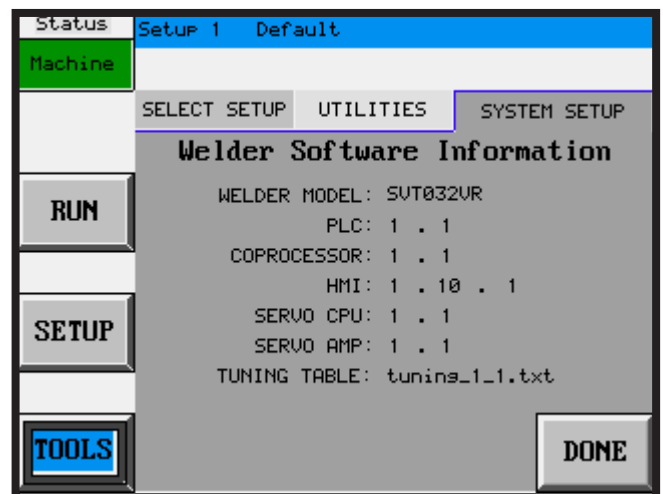 Status
Setup 1 Default
Machine
SELECT SETUP UTILITIES SYSTEM SETUP
Welder Software Information
WELDER MODEL: SVT032VR
RUN
PLC: 1 . 1
COPROCESSOR: 1 . 1
HMI: 1 . 10 . 1
SETUP
SERVO CPU: 1 . 1
SERVO AMP: 1 . 1
TUNING TABLE: tuning_1_1.txt
TOOLS
DONE